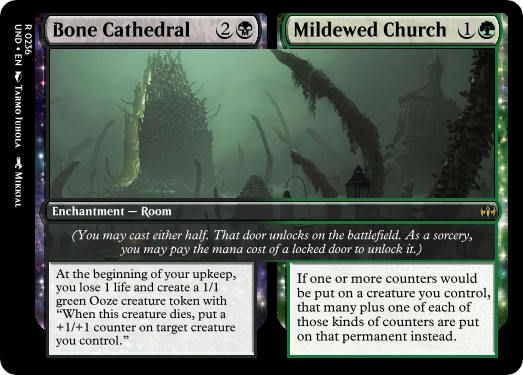 Bone Cathedral 2
Mildewed Church 1
R 0236
UND • EN TARMO JUHOLA MIKKIAL
Enchantment — Room
(You may cast either half. That door unlocks on the battlefield. As a sorcery,
you may pay the mana cost of a locked door to unlock it.)
At the beginning of your upkeep,
you lose 1 life and create a 1/1
green Ooze creature token with
“When this creature dies, put a
+1/+1 counter on target creature
you control.”
If one or more counters would
be put on a creature you control,
that many plus one of each of
those kinds of counters are put
on that permanent instead.